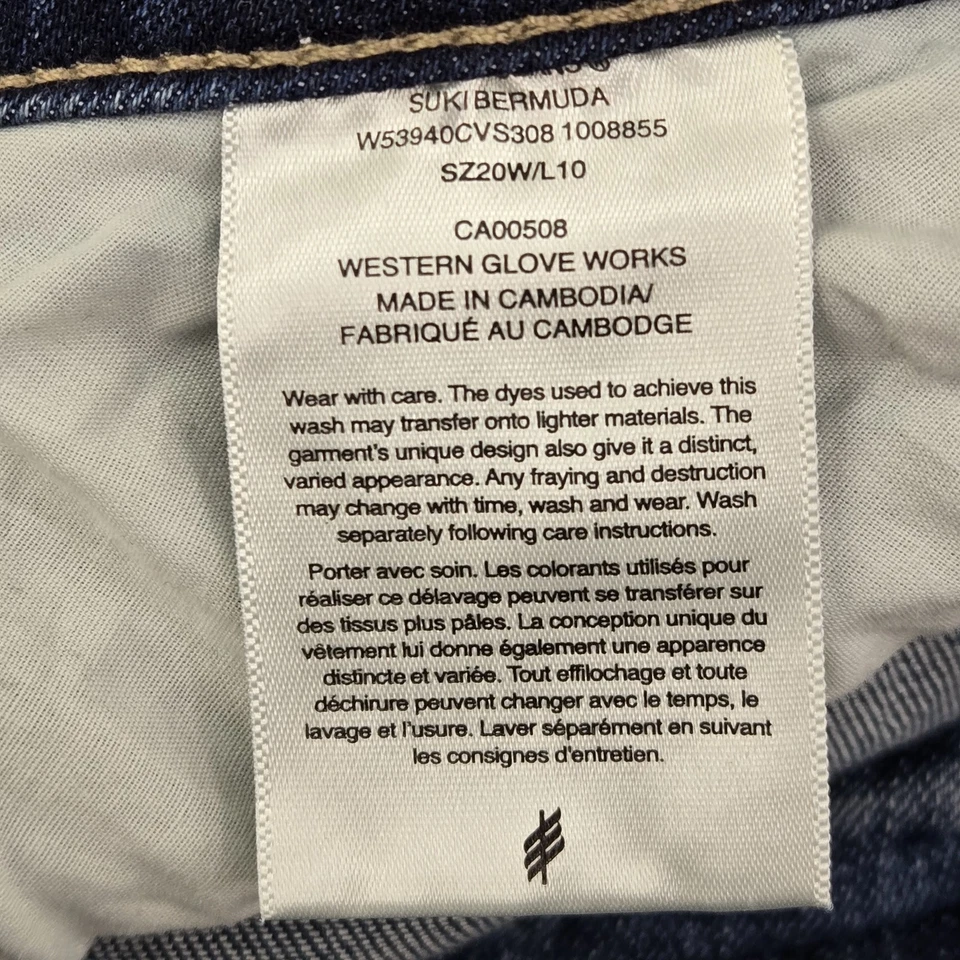 SUKI BERMUDA
W53940CVS308 1008855
SZ20W/L10
CA00508
WESTERN GLOVE WORKS
MADE IN CAMBODIA/
FABRIQUÉ AU CAMBODGE
Wear with care. The dyes used to achieve this
wash may transfer onto lighter materials. The
garment's unique design also give it a distinct,
varied appearance. Any fraying and destruction
may change with time, wash and wear. Wash
separately following care instructions.
Porter avec soin. Les colorants utilisés pour
réaliser ce délavage peuvent se transférer sur
des tissus plus pâles. La conception unique du
vêtement lui donne également une apparence
distincte et variée. Tout effilochage et toute
déchirure peuvent changer avec le temps, le
lavage et l'usure. Laver séparément en suivant
les consignes d'entretien.